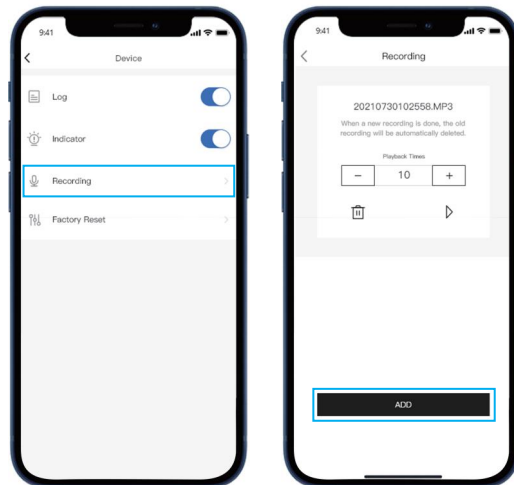 9:41
Device
Log
Indicator
Recording
Factory Reset
9:41
Recording
20210730102558.MP3
When a new recording is done, the old
recording will be automatically deleted.
Playback Times
− 10 +
ADD